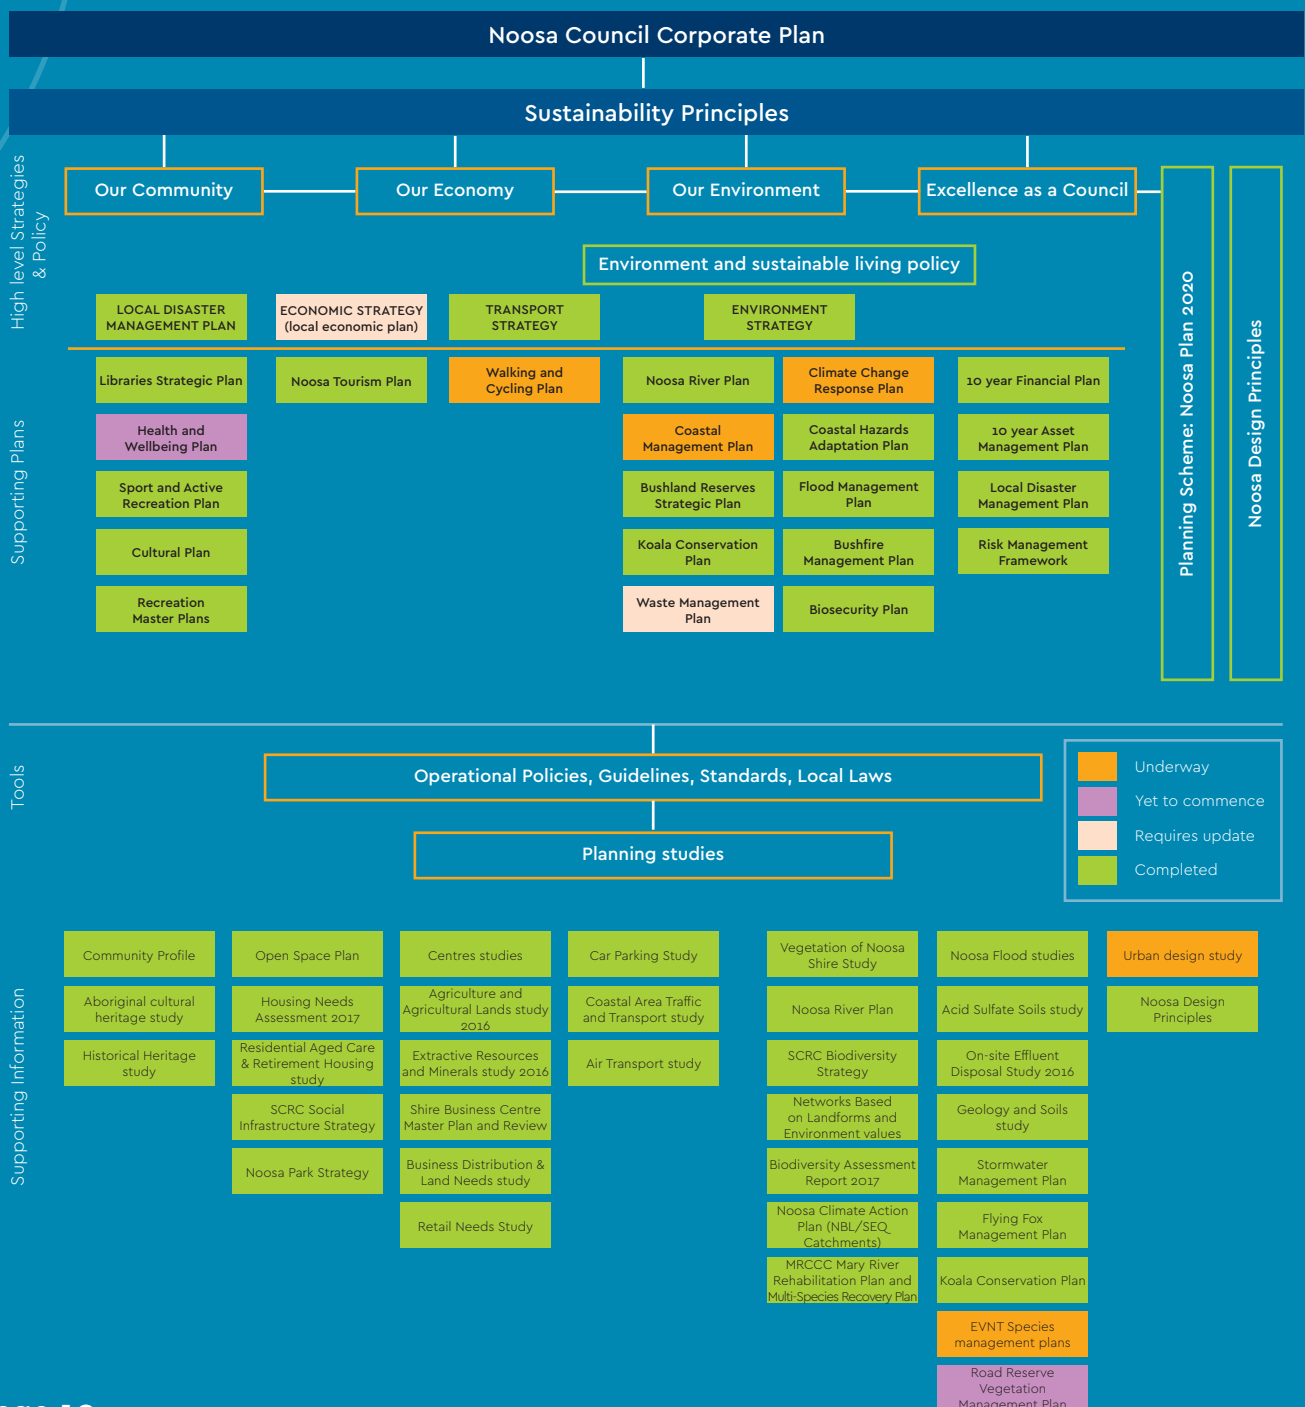 Noosa Council Corporate Plan
Sustainability Principles
High level Strategies
& Policy
Our Community
Our Economy
Our Environment
Excellence as a Council
Environment and sustainable living policy
LOCAL DISASTER
MANAGEMENT PLAN
ECONOMIC STRATEGY
(local economic plan)
TRANSPORT
STRATEGY
ENVIRONMENT
STRATEGY
Planning Scheme: Noosa Plan 2020
Noosa Design Principles
Supporting Plans
Libraries Strategic Plan
Health and
Wellbeing Plan
Sport and Active
Recreation Plan
Cultural Plan
Recreation
Master Plans
Noosa Tourism Plan
Walking and
Cycling Plan
Noosa River Plan
Coastal
Management Plan
Bushland Reserves
Strategic Plan
Koala Conservation
Plan
Waste Management
Plan
Climate Change
Response Plan
Coastal Hazards
Adaptation Plan
Flood Management
Plan
Bushfire
Management Plan
Biosecurity Plan
10 year Financial Plan
10 year Asset
Management Plan
Local Disaster
Management Plan
Risk Management
Framework
Tools
Operational Policies, Guidelines, Standards, Local Laws
Planning studies
Underway
Yet to commence
Requires update
Completed
Supporting Information
Community Profile
Aboriginal cultural
heritage study
Historical Heritage
study
Open Space Plan
Housing Needs
Assessment 2017
Residential Aged Care
& Retirement Housing
study
SCRC Social
Infrastructure Strategy
Noosa Park Strategy
Centres studies
Agriculture and
Agricultural Lands study
2016
Extractive Resources
and Minerals study 2016
Shire Business Centre
Master Plan and Review
Business Distribution &
Land Needs study
Retail Needs Study
Car Parking Study
Coastal Area Traffic
and Transport study
Air Transport study
Vegetation of Noosa
Shire Study
Noosa River Plan
SCRC Biodiversity
Strategy
Networks Based
on Landforms and
Environment values
Biodiversity Assessment
Report 2017
Noosa Climate Action
Plan (NBL/SEQ
Catchments)
MRCCC Mary River
Rehabilitation Plan and
Multi-Species Recovery Plan
Noosa Flood studies
Acid Sulfate Soils study
On-site Effluent
Disposal Study 2016
Geology and Soils
study
Stormwater
Management Plan
Flying Fox
Management Plan
Koala Conservation Plan
EVNT Species
management plans
Road Reserve
Vegetation
Management Plan
Urban design study
Noosa Design
Principles